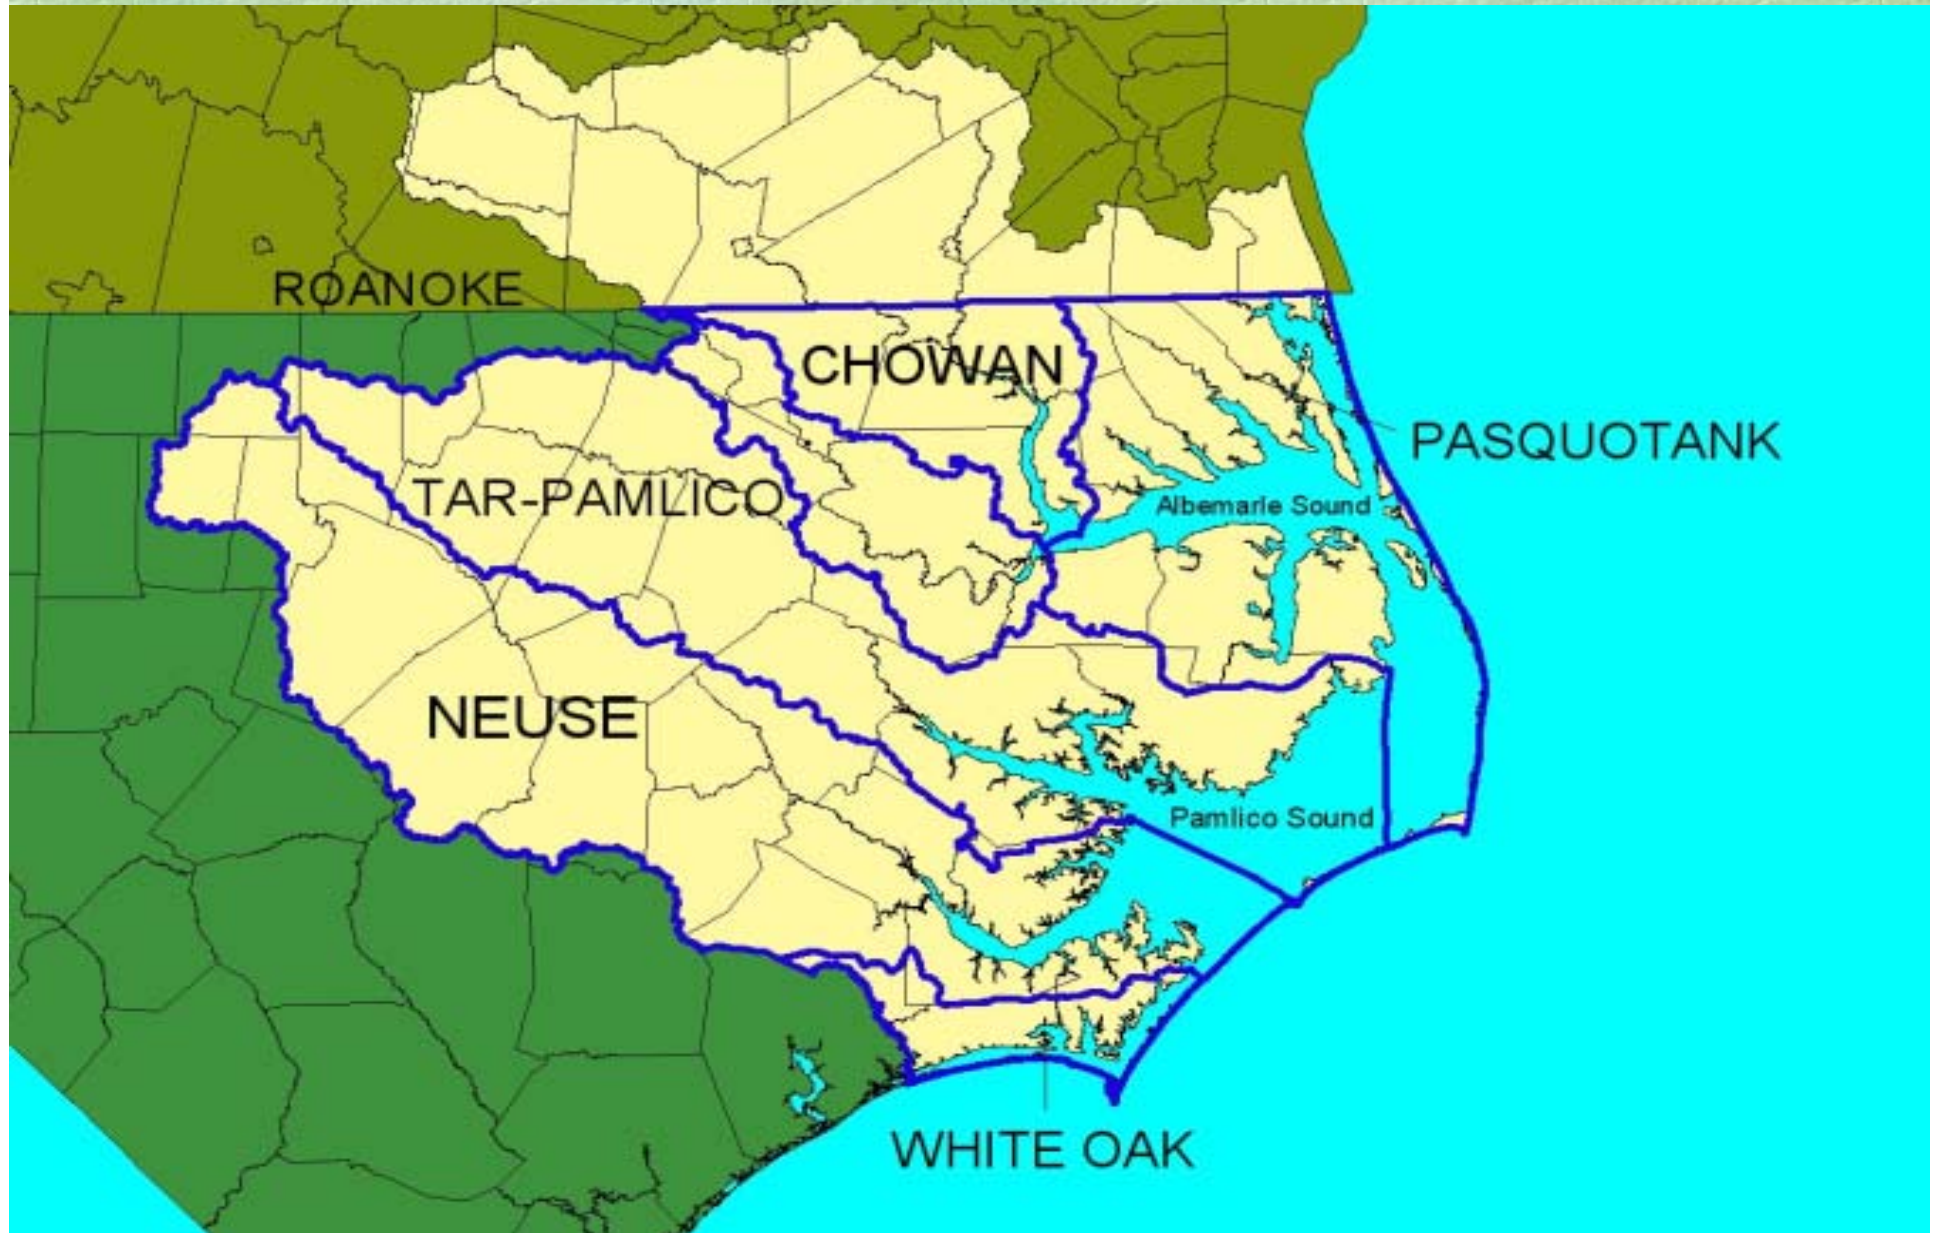 ROANOKE
CHOWAN
PASQUOTANK
TAR-PAMLICO
Albemarle Sound
NEUSE
Pamlico Sound
WHITE OAK